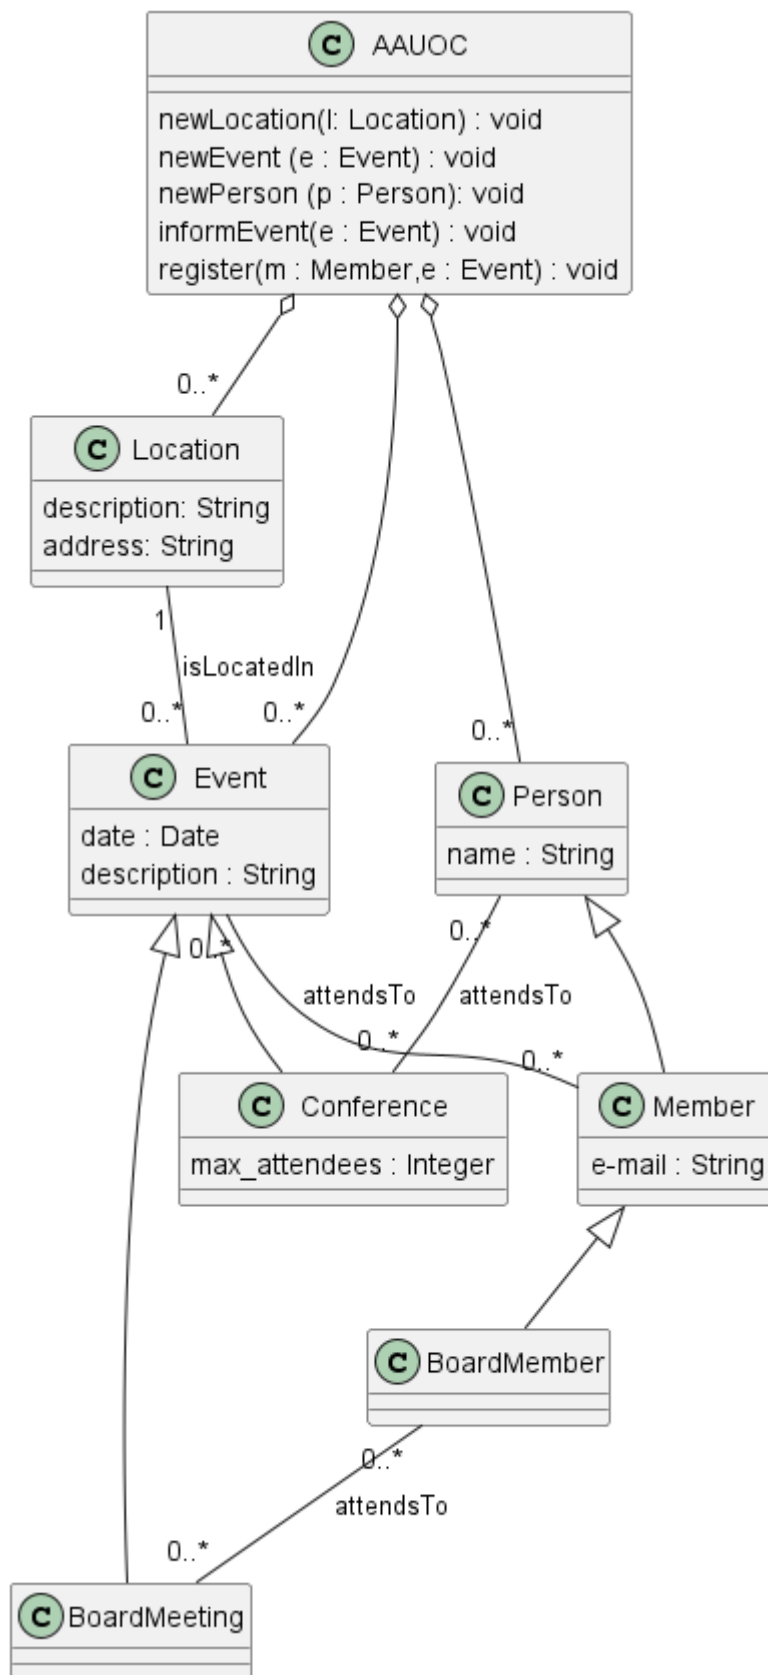 C AAUOC
newLocation(l: Location) : void
newEvent (e : Event) : void
newPerson (p : Person): void
informEvent(e : Event) : void
register(m : Member,e : Event) : void
0..*
C Location
description: String
address: String
1
isLocatedIn
0..*
0..*
0..*
C Event
date : Date
description : String
C Person
name : String
0..*
0..*
attendsTo
attendsTo
0..*
0..*
C Conference
max_attendees : Integer
C Member
e-mail : String
C BoardMember
0..*
attendsTo
0..*
C BoardMeeting